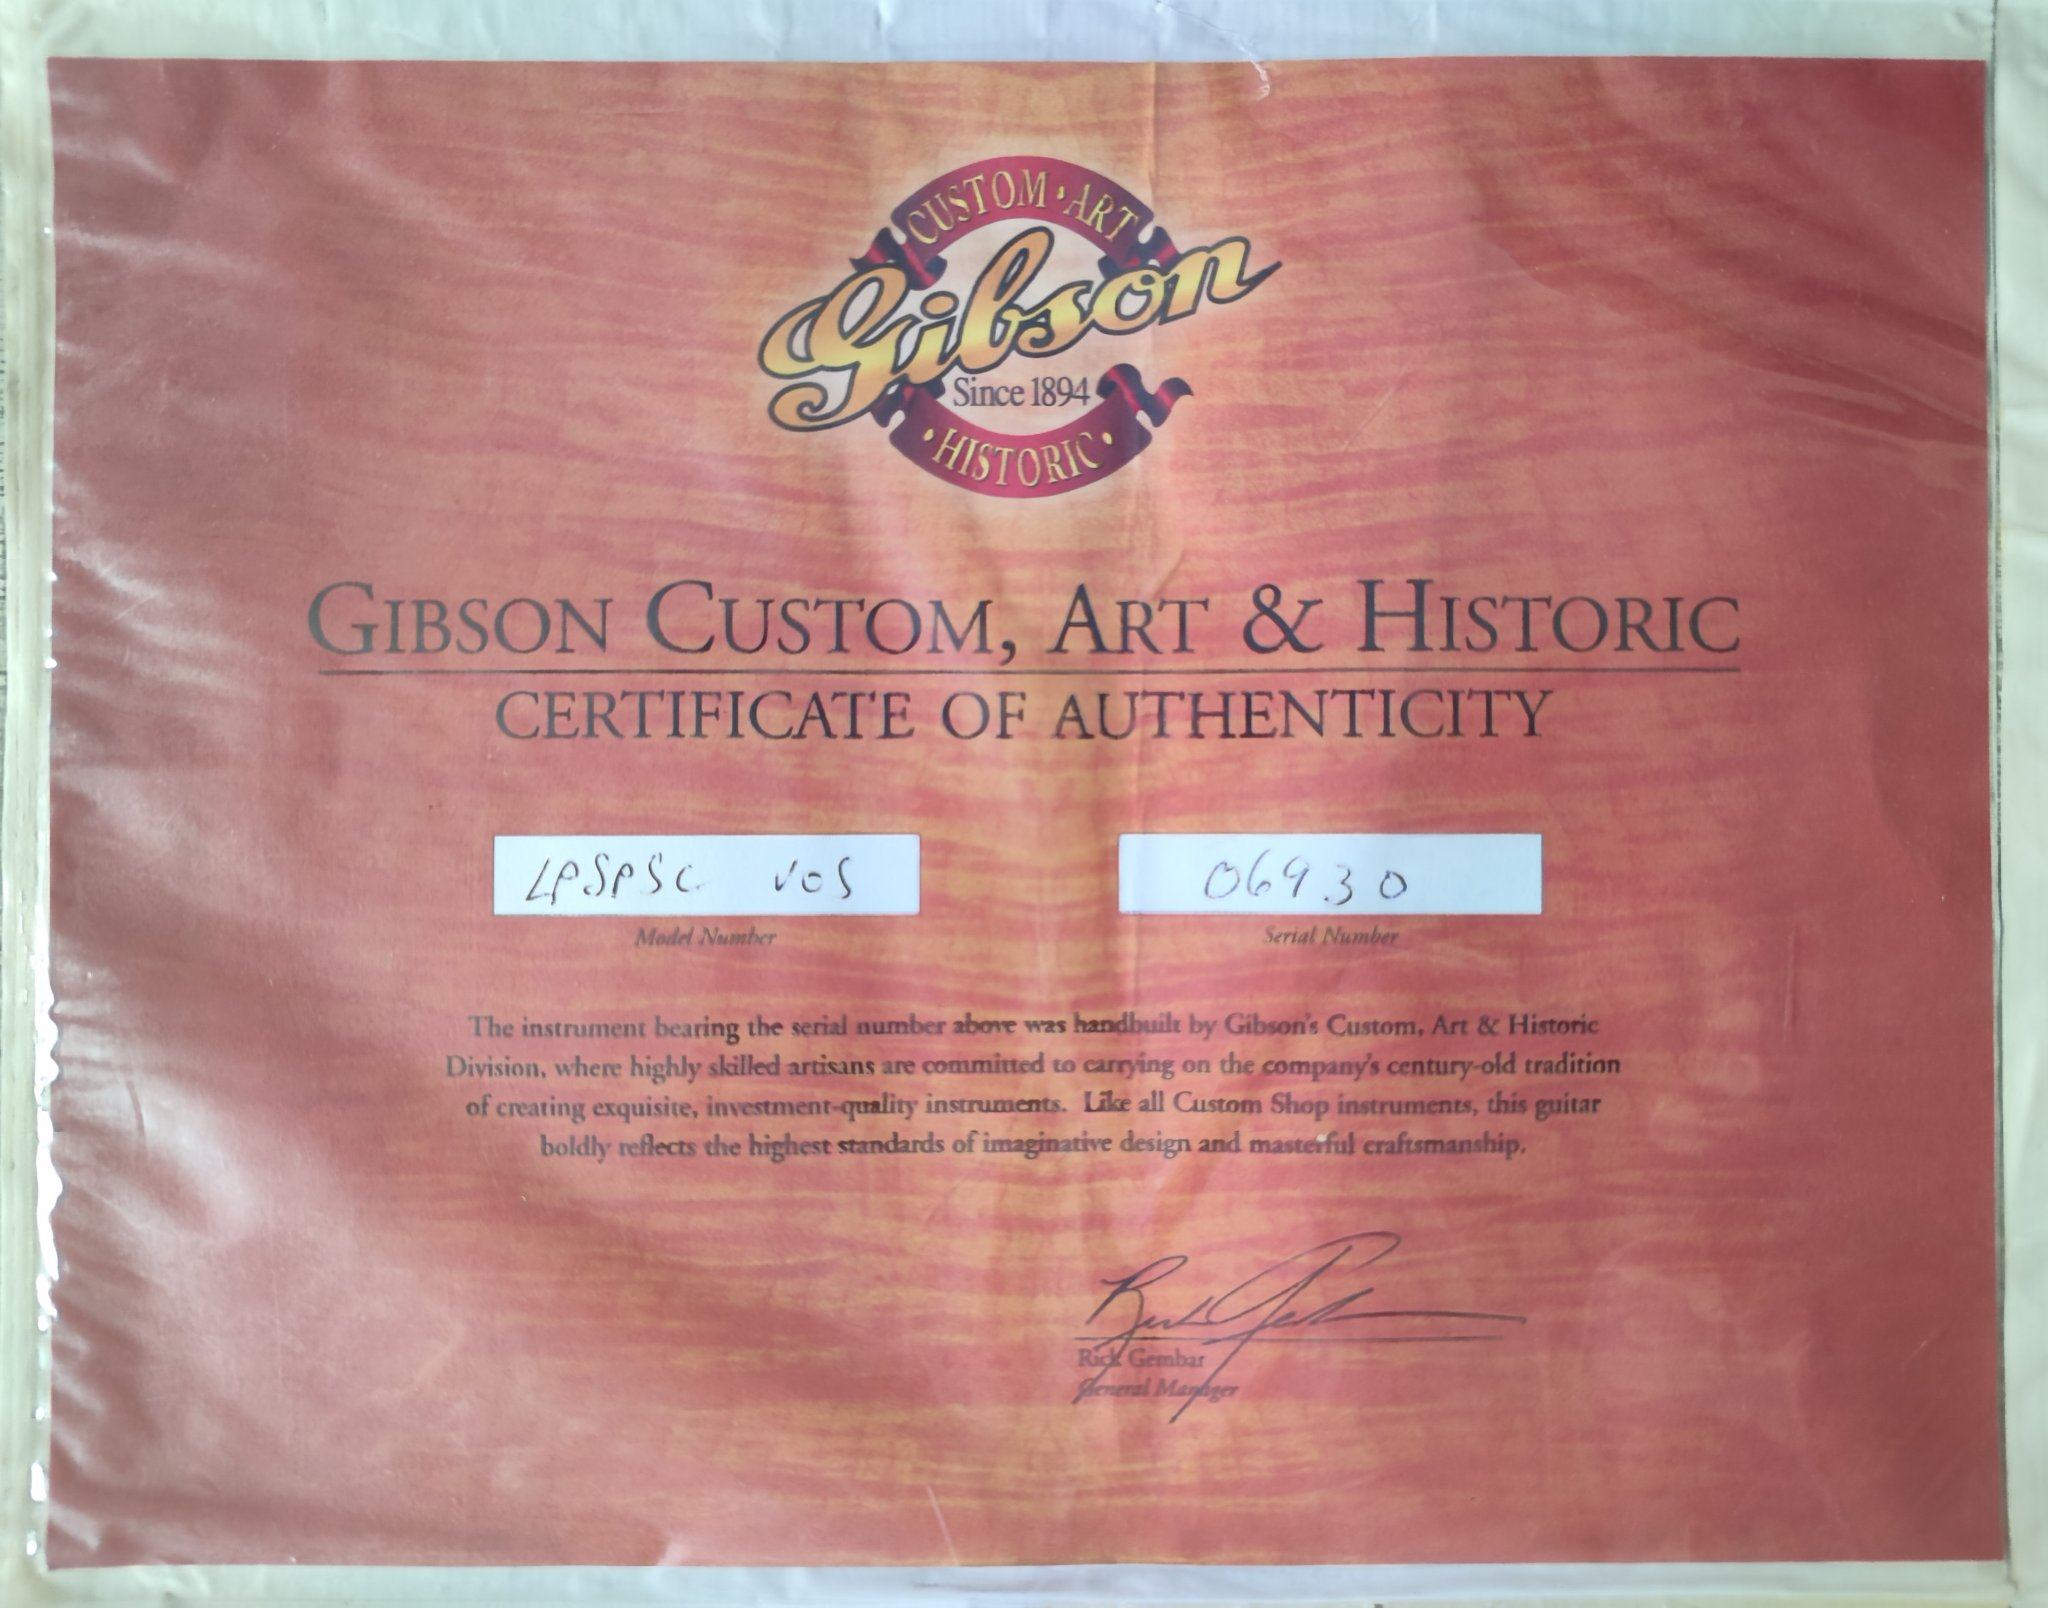 CUSTOM · ART
Gibson
Since 1894
· HISTORIC ·
GIBSON CUSTOM, ART & HISTORIC
CERTIFICATE OF AUTHENTICITY
LPSPSC VOS
06930
Model Number
Serial Number
The instrument bearing the serial number above was handbuilt by Gibson's Custom, Art & Historic
Division, where highly skilled artisans are committed to carrying on the company's century-old tradition
of creating exquisite, investment-quality instruments. Like all Custom Shop instruments, this guitar
boldly reflects the highest standards of imaginative design and masterful craftsmanship.
Rick Gembar
General Manager